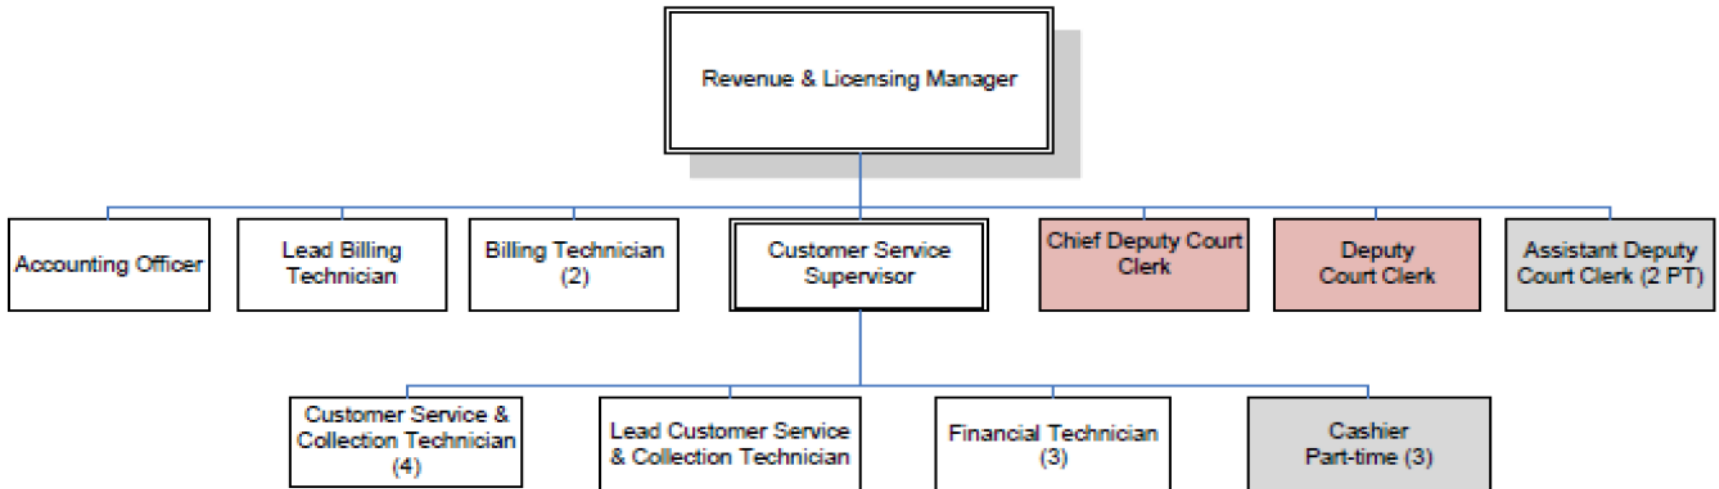 Revenue & Licensing Manager
Accounting Officer
Lead Billing
Technician
Billing Technician
(2)
Customer Service
Supervisor
Chief Deputy Court
Clerk
Deputy
Court Clerk
Assistant Deputy
Court Clerk (2 PT)
Customer Service &
Collection Technician
(4)
Lead Customer Service
& Collection Technician
Financial Technician
(3)
Cashier
Part-time (3)